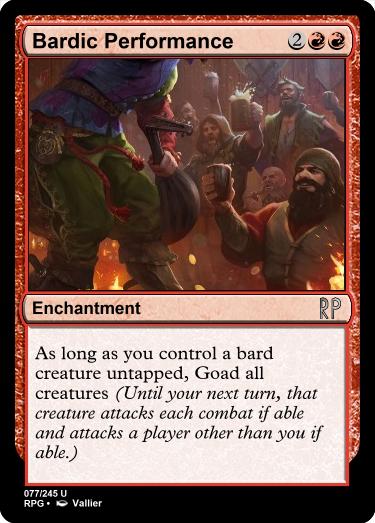 Bardic Performance 2
Enchantment RP
As long as you control a bard
creature untapped, Goad all
creatures (Until your next turn, that
creature attacks each combat if able
and attacks a player other than you if
able.)
077/245 U
RPG • Vallier